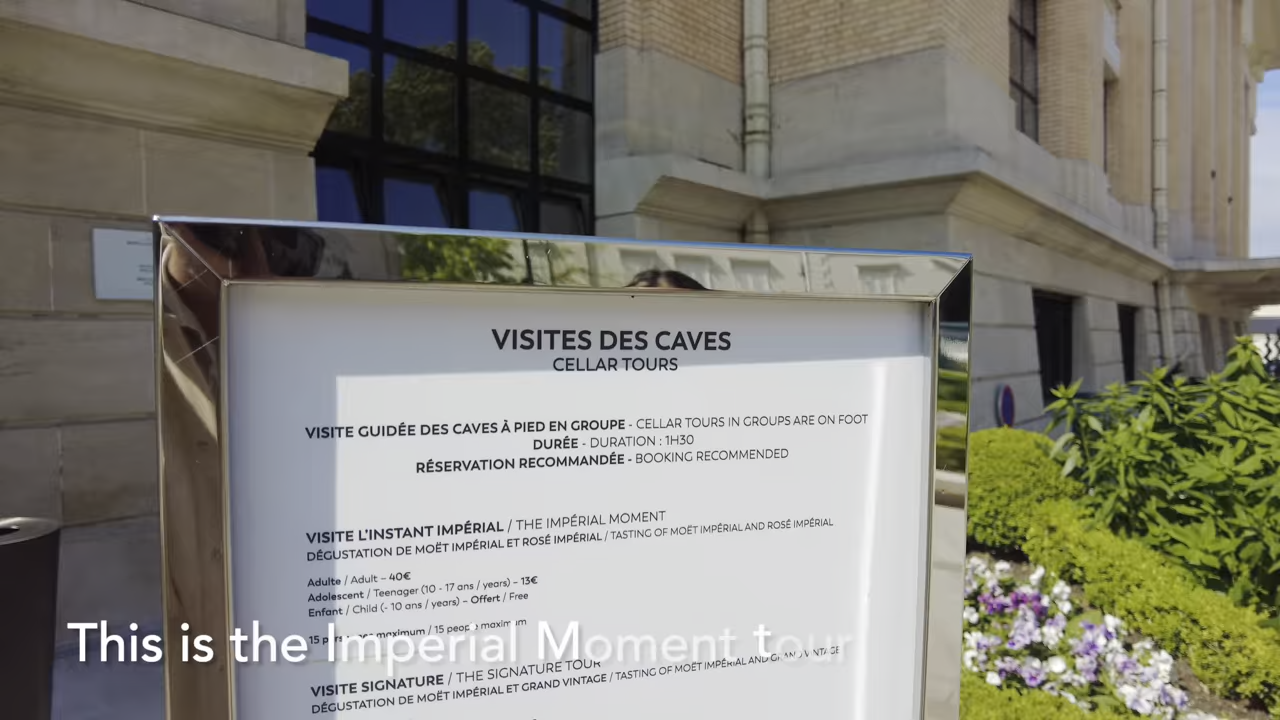 VISITES DES CAVES
CELLAR TOURS
VISITE GUIDÉE DES CAVES À PIED EN GROUPE - CELLAR TOURS IN GROUPS ARE ON FOOT
DURÉE - DURATION : 1H30
RÉSERVATION RECOMMANDÉE - BOOKING RECOMMENDED
VISITE L'INSTANT IMPÉRIAL / THE IMPÉRIAL MOMENT
DÉGUSTATION DE MOËT IMPÉRIAL ET ROSÉ IMPÉRIAL / TASTING OF MOËT IMPÉRIAL AND ROSÉ IMPÉRIAL
Adulte / Adult – 40€
Adolescent / Teenager (10 - 17 ans / years) – 13€
Enfant / Child (- 10 ans / years) – Offert / Free
15 maximum / 15 people maximum
This is the Imperial Moment tour
VISITE SIGNATURE / THE SIGNATURE TOUR
DÉGUSTATION DE MOËT IMPÉRIAL ET GRAND VINTAGE / TASTING OF MOËT IMPÉRIAL AND GRAND VINTAGE